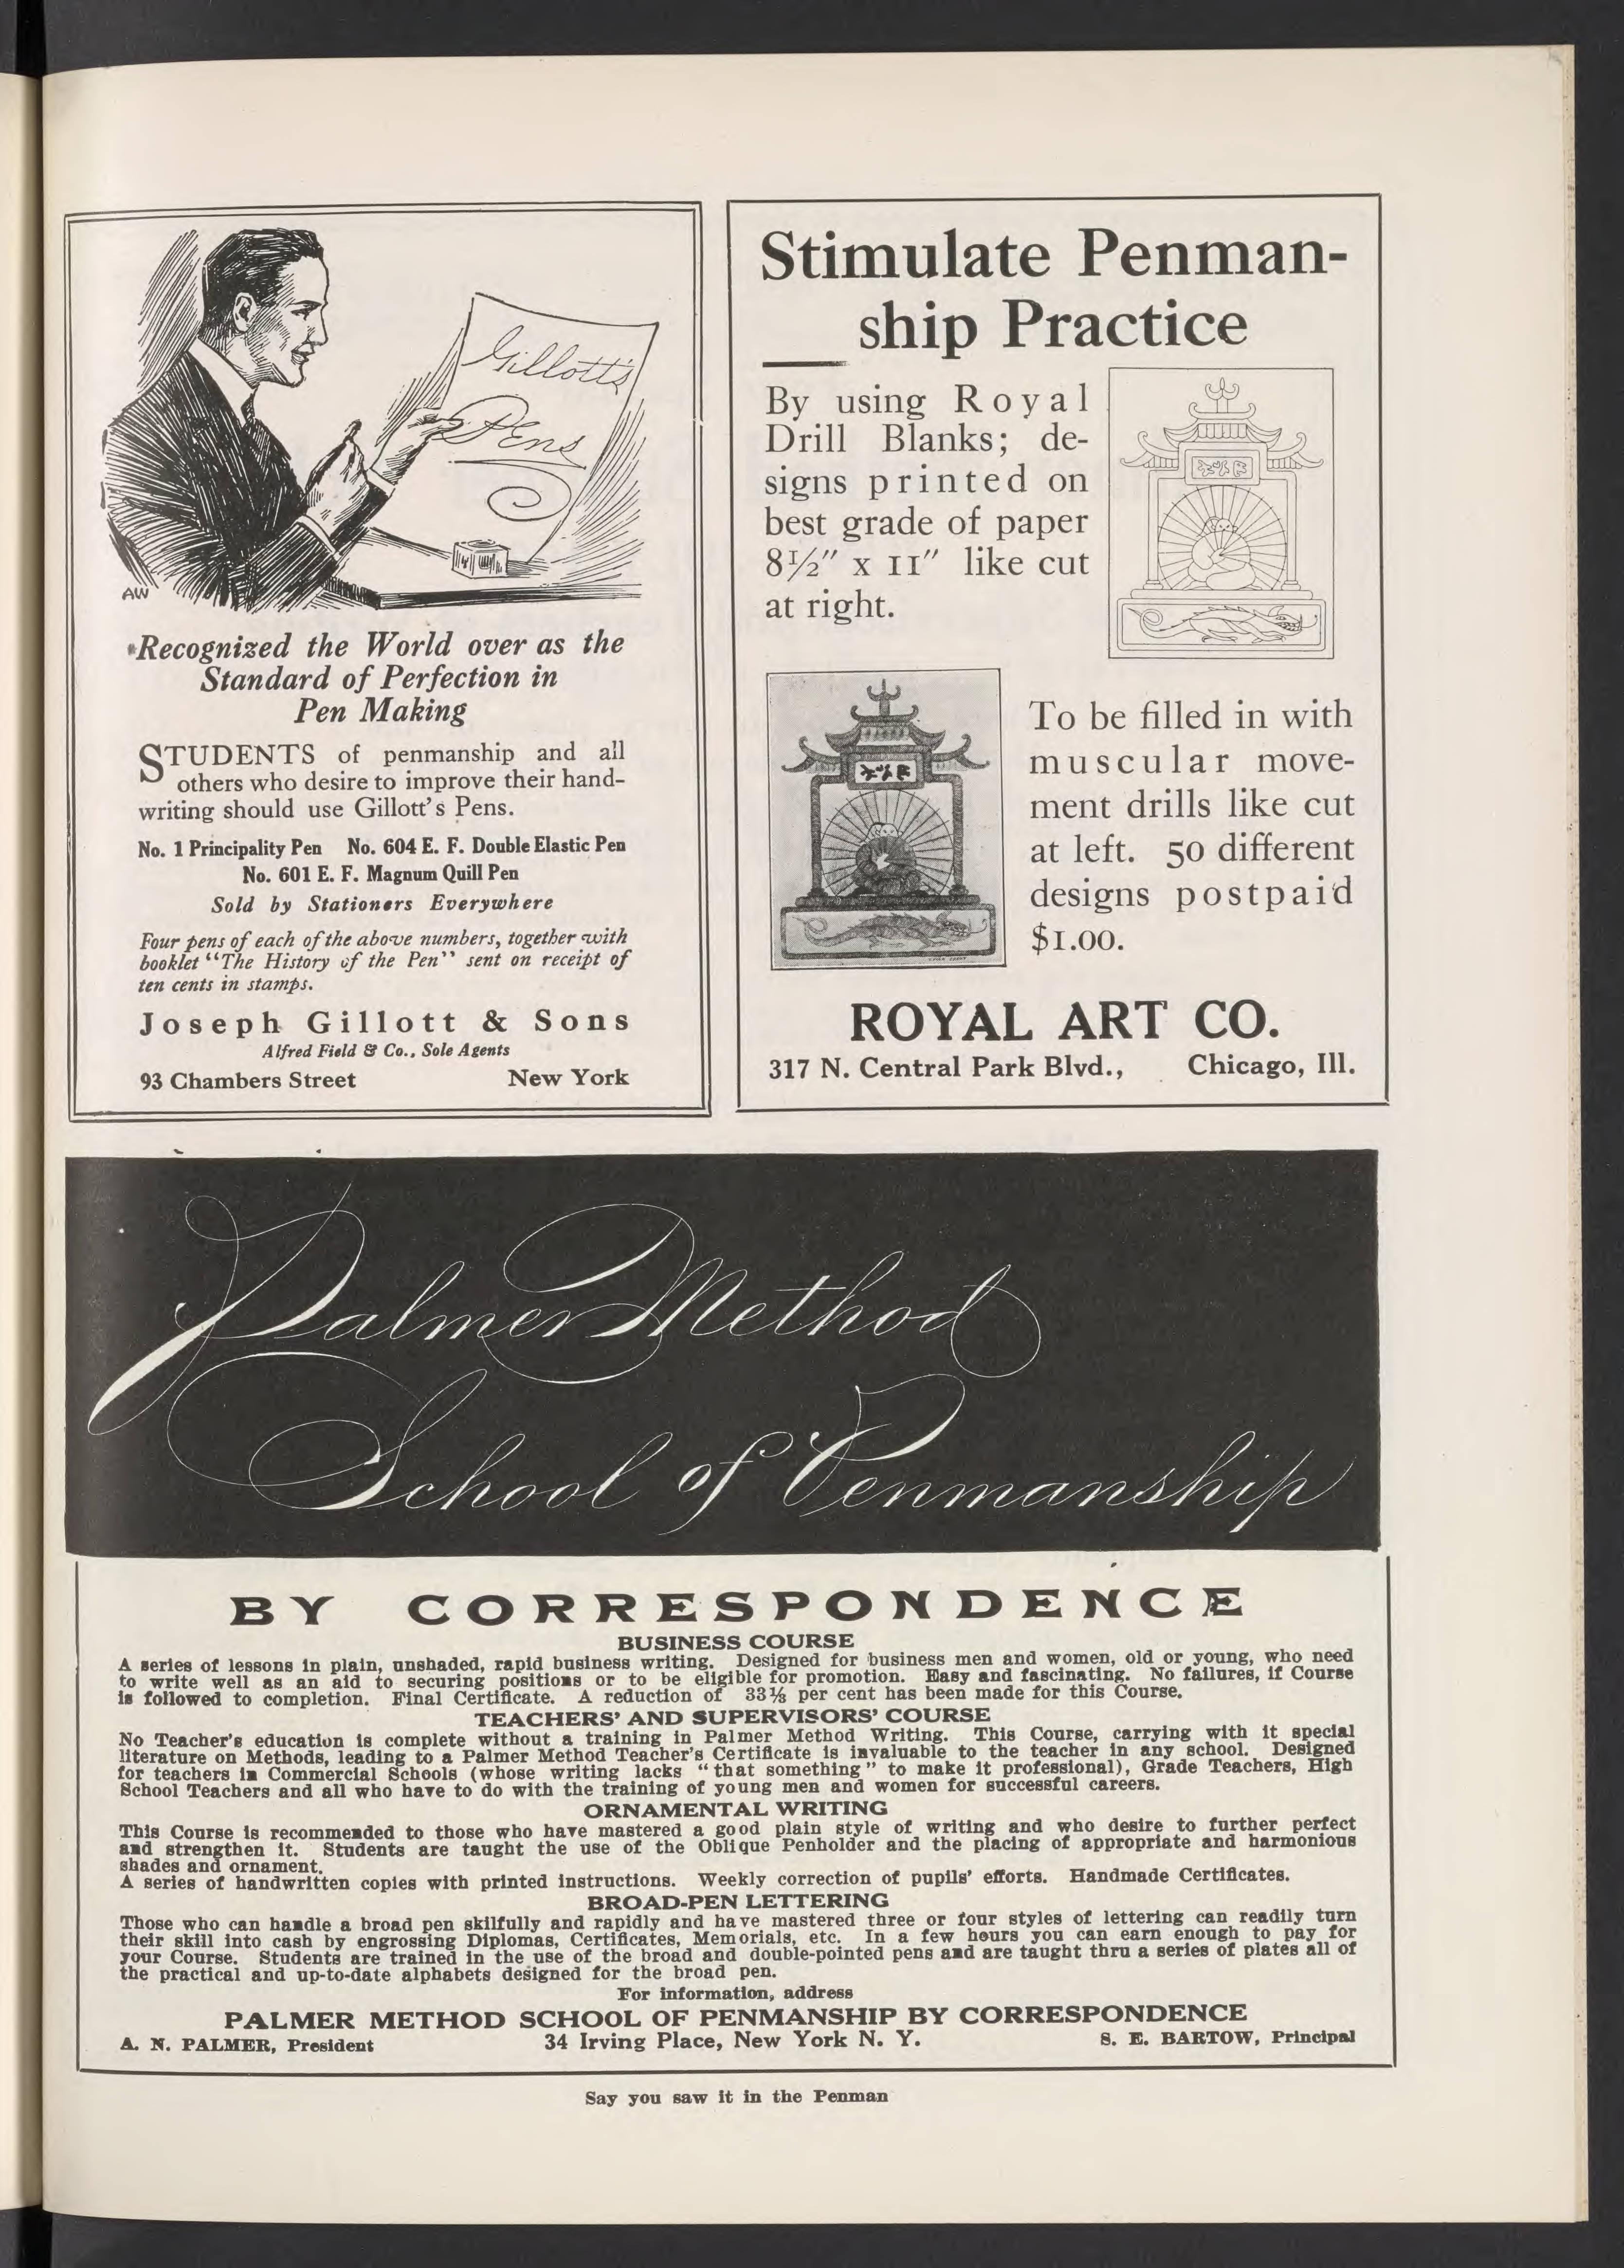 Gillott's
Pens
AW
Recognized the World over as the
Standard of Perfection in
Pen Making
STUDENTS of penmanship and all
others who desire to improve their hand-
writing should use Gillott's Pens.
No. 1 Principality Pen No. 604 E. F. Double Elastic Pen
No. 601 E. F. Magnum Quill Pen
Sold by Stationers Everywhere
Four pens of each of the above numbers, together with
booklet "The History of the Pen" sent on receipt of
ten cents in stamps.
Joseph Gillott & Sons
Alfred Field & Co., Sole Agents
93 Chambers Street New York
Stimulate Penman-
ship Practice
By using Royal
Drill Blanks; de-
signs printed on
best grade of paper
8½" x 11" like cut
at right.
To be filled in with
muscular move-
ment drills like cut
at left. 50 different
designs postpaid
$1.00.
ROYAL ART CO.
317 N. Central Park Blvd., Chicago, Ill.
Palmer Method
School of Penmanship
BY CORRESPONDENCE
BUSINESS COURSE
A series of lessons in plain, unshaded, rapid business writing. Designed for business men and women, old or young, who need
to write well as an aid to securing positions or to be eligible for promotion. Easy and fascinating. No failures, if Course
is followed to completion. Final Certificate. A reduction of 33⅓ per cent has been made for this Course.
TEACHERS' AND SUPERVISORS' COURSE
No Teacher's education is complete without a training in Palmer Method Writing. This Course, carrying with it special
literature on Methods, leading to a Palmer Method Teacher's Certificate is invaluable to the teacher in any school. Designed
for teachers in Commercial Schools (whose writing lacks "that something" to make it professional), Grade Teachers, High
School Teachers and all who have to do with the training of young men and women for successful careers.
ORNAMENTAL WRITING
This Course is recommended to those who have mastered a good plain style of writing and who desire to further perfect
and strengthen it. Students are taught the use of the Oblique Penholder and the placing of appropriate and harmonious
shades and ornament.
A series of handwritten copies with printed instructions. Weekly correction of pupils' efforts. Handmade Certificates.
BROAD-PEN LETTERING
Those who can handle a broad pen skilfully and rapidly and have mastered three or four styles of lettering can readily turn
their skill into cash by engrossing Diplomas, Certificates, Memorials, etc. In a few hours you can earn enough to pay for
your Course. Students are trained in the use of the broad and double-pointed pens and are taught thru a series of plates all of
the practical and up-to-date alphabets designed for the broad pen.
For information, address
PALMER METHOD SCHOOL OF PENMANSHIP BY CORRESPONDENCE
A. N. PALMER, President 34 Irving Place, New York N. Y. S. E. BARTOW, Principal
Say you saw it in the Penman